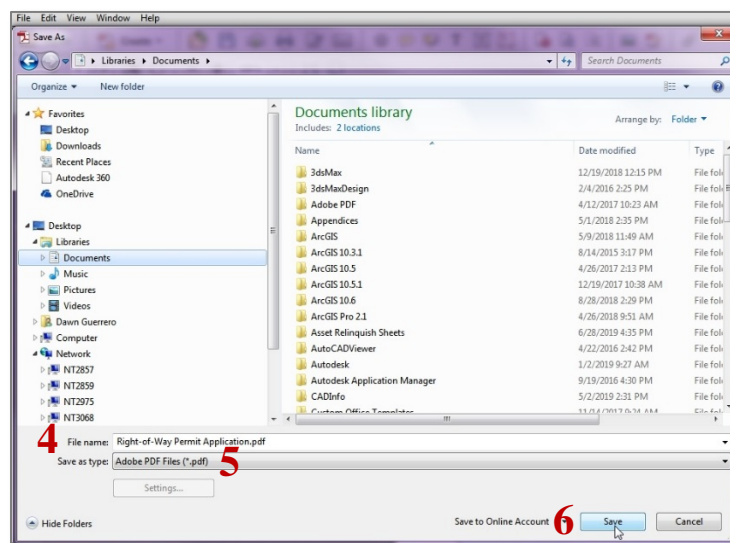 File Edit View Window Help
Save As
Libraries Documents
Search Documents
Organize New folder
Favorites
Desktop
Downloads
Recent Places
Autodesk 360
OneDrive
Desktop
Libraries
Documents
Music
Pictures
Videos
Dawn Guerrero
Computer
Network
NT2857
NT2859
NT2975
NT3068
Documents library
Includes: 2 locations
Arrange by: Folder
Name Date modified Type
3dsMax 12/19/2018 12:15 PM File fol
3dsMaxDesign 2/4/2016 2:25 PM File fol
Adobe PDF 4/12/2017 10:23 AM File fol
Appendices 5/1/2018 2:35 PM File fol
ArcGIS 5/9/2018 11:49 AM File fol
ArcGIS 10.3.1 8/14/2015 3:17 PM File fol
ArcGIS 10.5 4/26/2017 2:13 PM File fol
ArcGIS 10.5.1 12/19/2017 10:38 AM File fol
ArcGIS 10.6 8/28/2018 2:29 PM File fol
ArcGIS Pro 2.1 4/26/2018 9:51 AM File fol
Asset Relinquish Sheets 6/28/2019 4:35 PM File fol
AutoCADViewer 4/22/2016 2:42 PM File fol
Autodesk 1/2/2019 9:27 AM File fol
Autodesk Application Manager 9/19/2016 4:30 PM File fol
CADInfo 5/2/2019 2:31 PM File fol
Custom Office Templates 11/14/2017 9:24 AM File fol
4 File name: Right-of-Way Permit Application.pdf
Save as type: Adobe PDF Files (*.pdf) 5
Settings...
Hide Folders Save to Online Account 6 Save Cancel